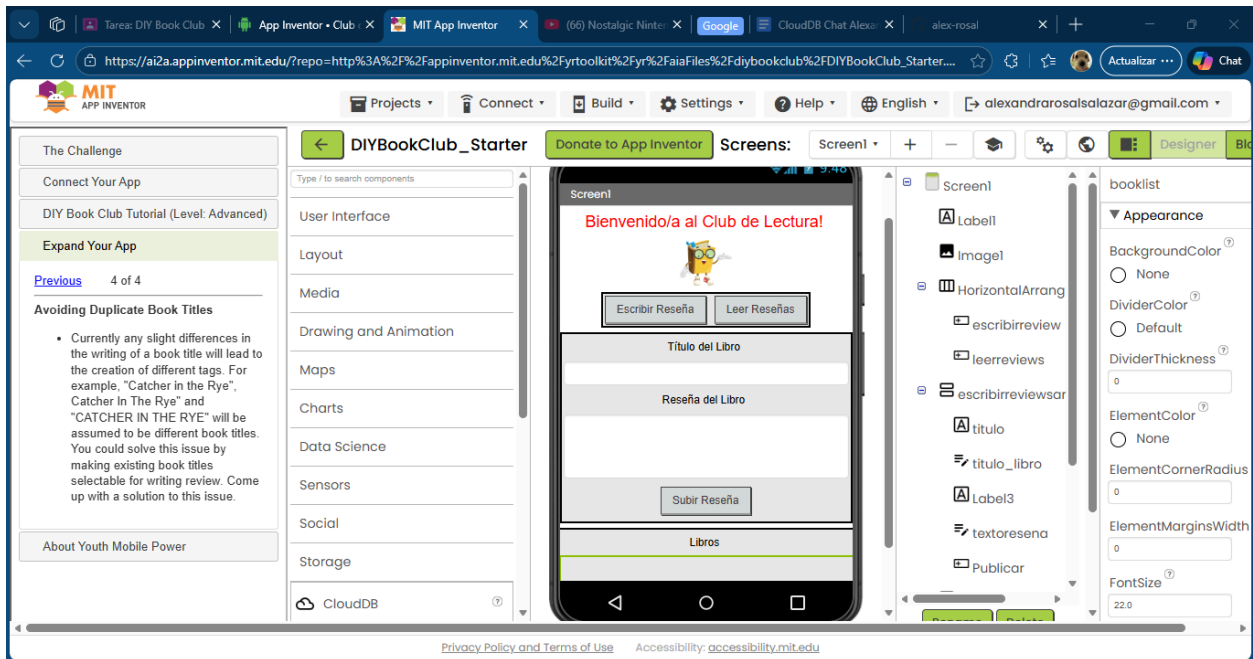 Tarea: DIY Book Club
App Inventor • Club
MIT App Inventor
(66) Nostalgic Ninter
Google
CloudDB Chat Alexan
alex-rosal
https://ai2a.appinventor.mit.edu/?repo=http%3A%2F%2Fappinventor.mit.edu%2Fyrtoolkit%2Fyr%2FaiaFiles%2Fdiybookclub%2FDIYBookClub_Starter....
Actualizar
Chat
MIT
APP INVENTOR
Projects
Connect
Build
Settings
Help
English
alexandrarosalsalazar@gmail.com
The Challenge
Connect Your App
DIY Book Club Tutorial (Level: Advanced)
Expand Your App
Previous 4 of 4
Avoiding Duplicate Book Titles
• Currently any slight differences in
the writing of a book title will lead to
the creation of different tags. For
example, "Catcher in the Rye",
Catcher In The Rye" and
"CATCHER IN THE RYE" will be
assumed to be different book titles.
You could solve this issue by
making existing book titles
selectable for writing review. Come
up with a solution to this issue.
About Youth Mobile Power
DIYBookClub_Starter
Donate to App Inventor
Screens:
Screen1
Designer
Blo
Type / to search components
User Interface
Layout
Media
Drawing and Animation
Maps
Charts
Data Science
Sensors
Social
Storage
CloudDB
9:48
Screen1
Bienvenido/a al Club de Lectura!
Escribir Reseña
Leer Reseñas
Título del Libro
Reseña del Libro
Subir Reseña
Libros
Screen1
Label1
Image1
HorizontalArrang
escribirreview
leerreviews
escribirreviewsar
titulo
titulo_libro
Label3
textoresena
Publicar
Rename
Delete
booklist
Appearance
BackgroundColor
None
DividerColor
Default
DividerThickness
0
ElementColor
None
ElementCornerRadius
0
ElementMarginsWidth
0
FontSize
22.0
Privacy Policy and Terms of Use
Accessibility: accessibility.mit.edu